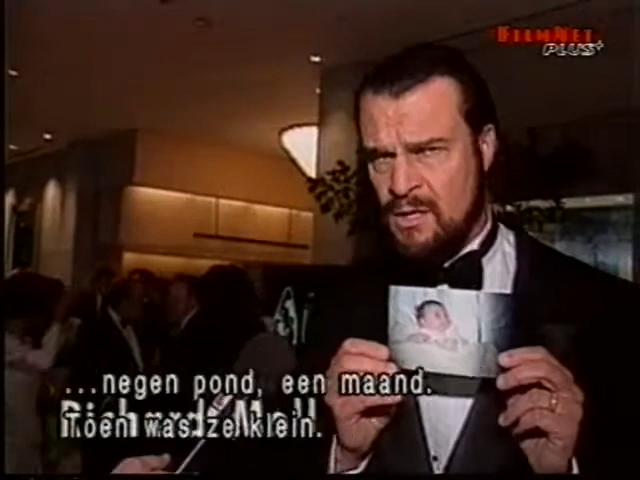 FILMNET
PLUS+
...negen pond, een maand.
Toen was ze klein.